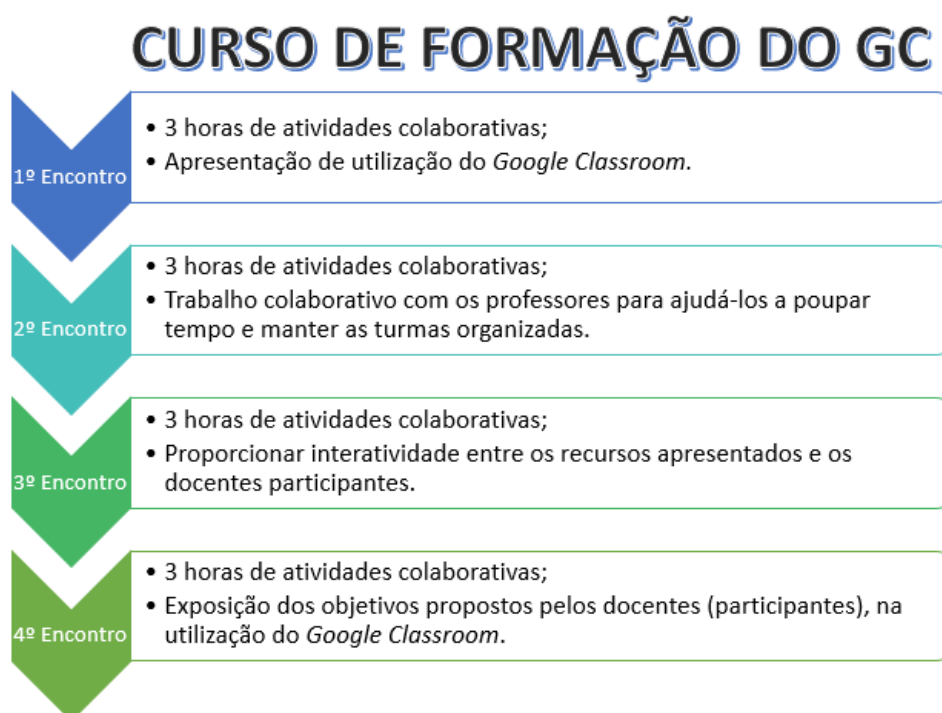 CURSO DE FORMAÇÃO DO GC
1º Encontro
• 3 horas de atividades colaborativas;
• Apresentação de utilização do Google Classroom.
2º Encontro
• 3 horas de atividades colaborativas;
• Trabalho colaborativo com os professores para ajudá-los a poupar
tempo e manter as turmas organizadas.
3º Encontro
• 3 horas de atividades colaborativas;
• Proporcionar interatividade entre os recursos apresentados e os
docentes participantes.
4º Encontro
• 3 horas de atividades colaborativas;
• Exposição dos objetivos propostos pelos docentes (participantes), na
utilização do Google Classroom.